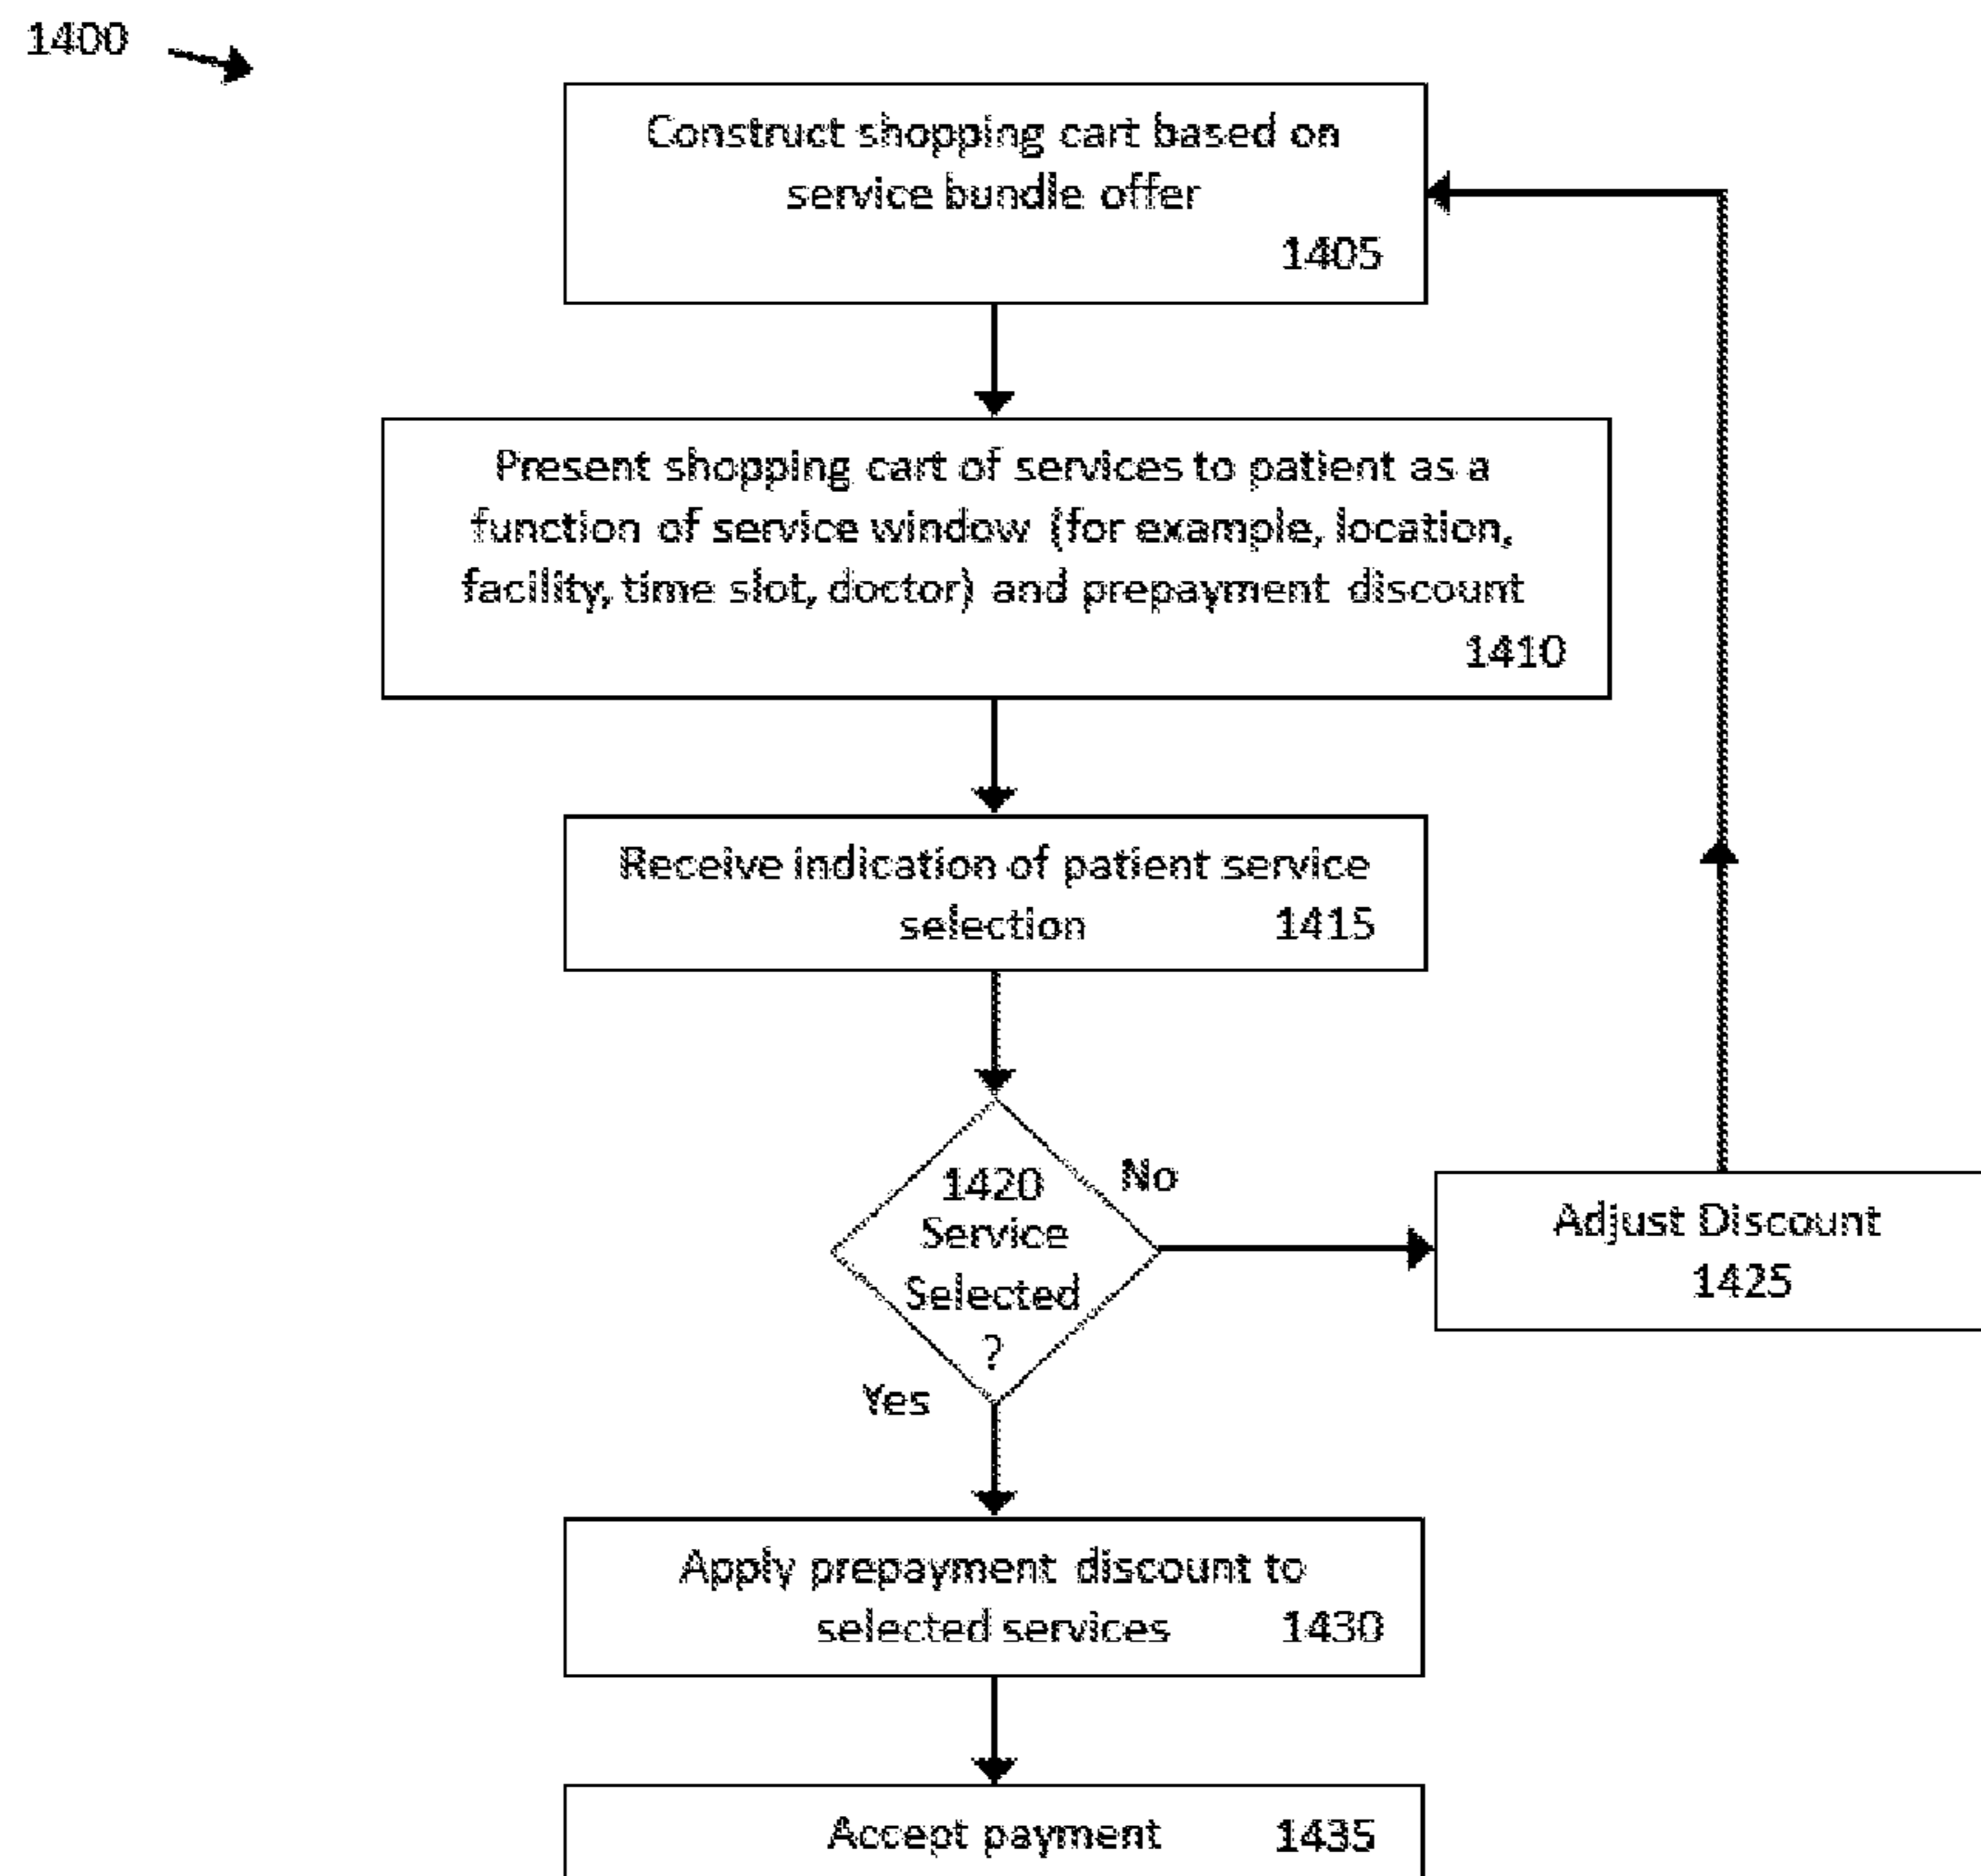 1400
Construct shopping cart based on
service bundle offer
1405
Present shopping cart of services to patient as a
function of service window (for example, location,
facility, time slot, doctor) and prepayment discount
1410
Receive indication of patient service
selection 1415
1420
Service
Selected
?
No
Adjust Discount
1425
Yes
Apply prepayment discount to
selected services 1430
Accept payment 1435